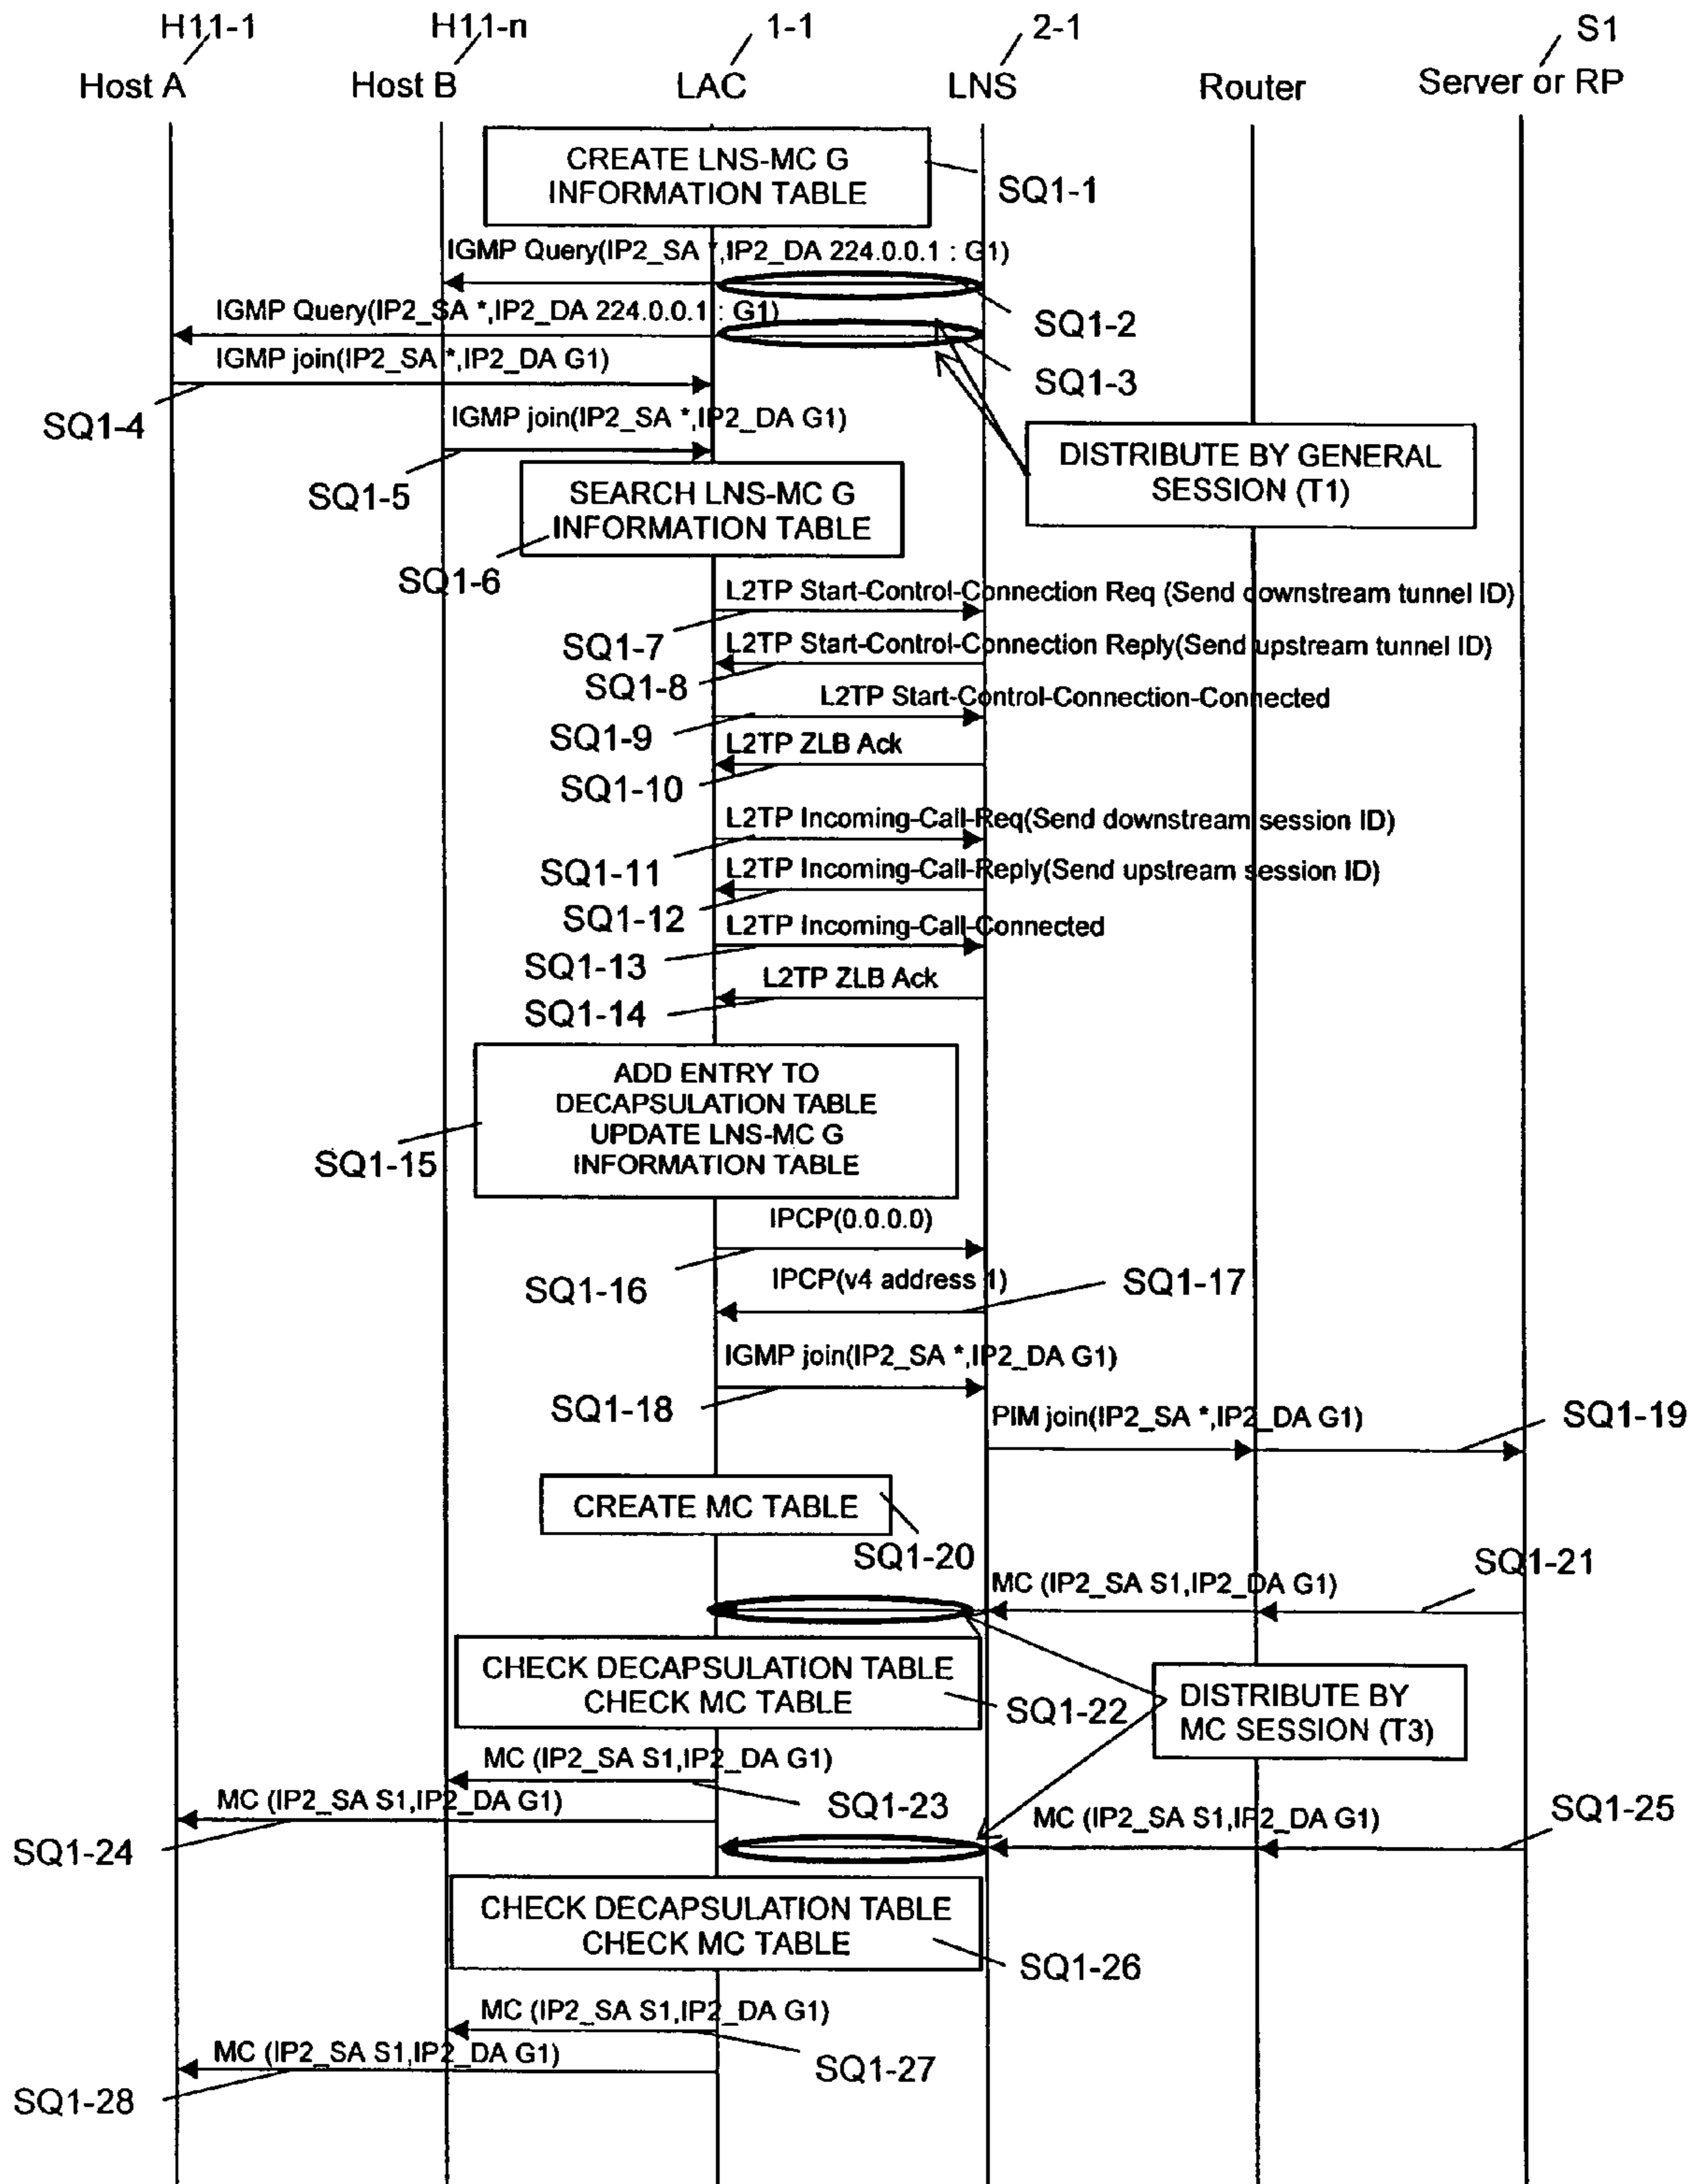 H11-1
H11-n
1-1
2-1
S1
Host A
Host B
LAC
LNS
Router
Server or RP
CREATE LNS-MC G
INFORMATION TABLE
SQ1-1
IGMP Query(IP2_SA *,IP2_DA 224.0.0.1 : G1)
SQ1-2
IGMP Query(IP2_SA *,IP2_DA 224.0.0.1 : G1)
SQ1-3
IGMP join(IP2_SA *,IP2_DA G1)
SQ1-4
IGMP join(IP2_SA *,IP2_DA G1)
SQ1-5
DISTRIBUTE BY GENERAL
SESSION (T1)
SEARCH LNS-MC G
INFORMATION TABLE
SQ1-6
L2TP Start-Control-Connection Req (Send downstream tunnel ID)
SQ1-7
L2TP Start-Control-Connection Reply(Send upstream tunnel ID)
SQ1-8
L2TP Start-Control-Connection-Connected
SQ1-9
L2TP ZLB Ack
SQ1-10
L2TP Incoming-Call-Req(Send downstream session ID)
SQ1-11
L2TP Incoming-Call-Reply(Send upstream session ID)
SQ1-12
L2TP Incoming-Call-Connected
SQ1-13
L2TP ZLB Ack
SQ1-14
ADD ENTRY TO
DECAPSULATION TABLE
UPDATE LNS-MC G
INFORMATION TABLE
SQ1-15
IPCP(0.0.0.0)
SQ1-16
IPCP(v4 address 1)
SQ1-17
IGMP join(IP2_SA *,IP2_DA G1)
SQ1-18
PIM join(IP2_SA *,IP2_DA G1)
SQ1-19
CREATE MC TABLE
SQ1-20
MC (IP2_SA S1,IP2_DA G1)
SQ1-21
CHECK DECAPSULATION TABLE
CHECK MC TABLE
SQ1-22
DISTRIBUTE BY
MC SESSION (T3)
MC (IP2_SA S1,IP2_DA G1)
SQ1-23
MC (IP2_SA S1,IP2_DA G1)
SQ1-24
MC (IP2_SA S1,IP2_DA G1)
SQ1-25
CHECK DECAPSULATION TABLE
CHECK MC TABLE
SQ1-26
MC (IP2_SA S1,IP2_DA G1)
SQ1-27
MC (IP2_SA S1,IP2_DA G1)
SQ1-28